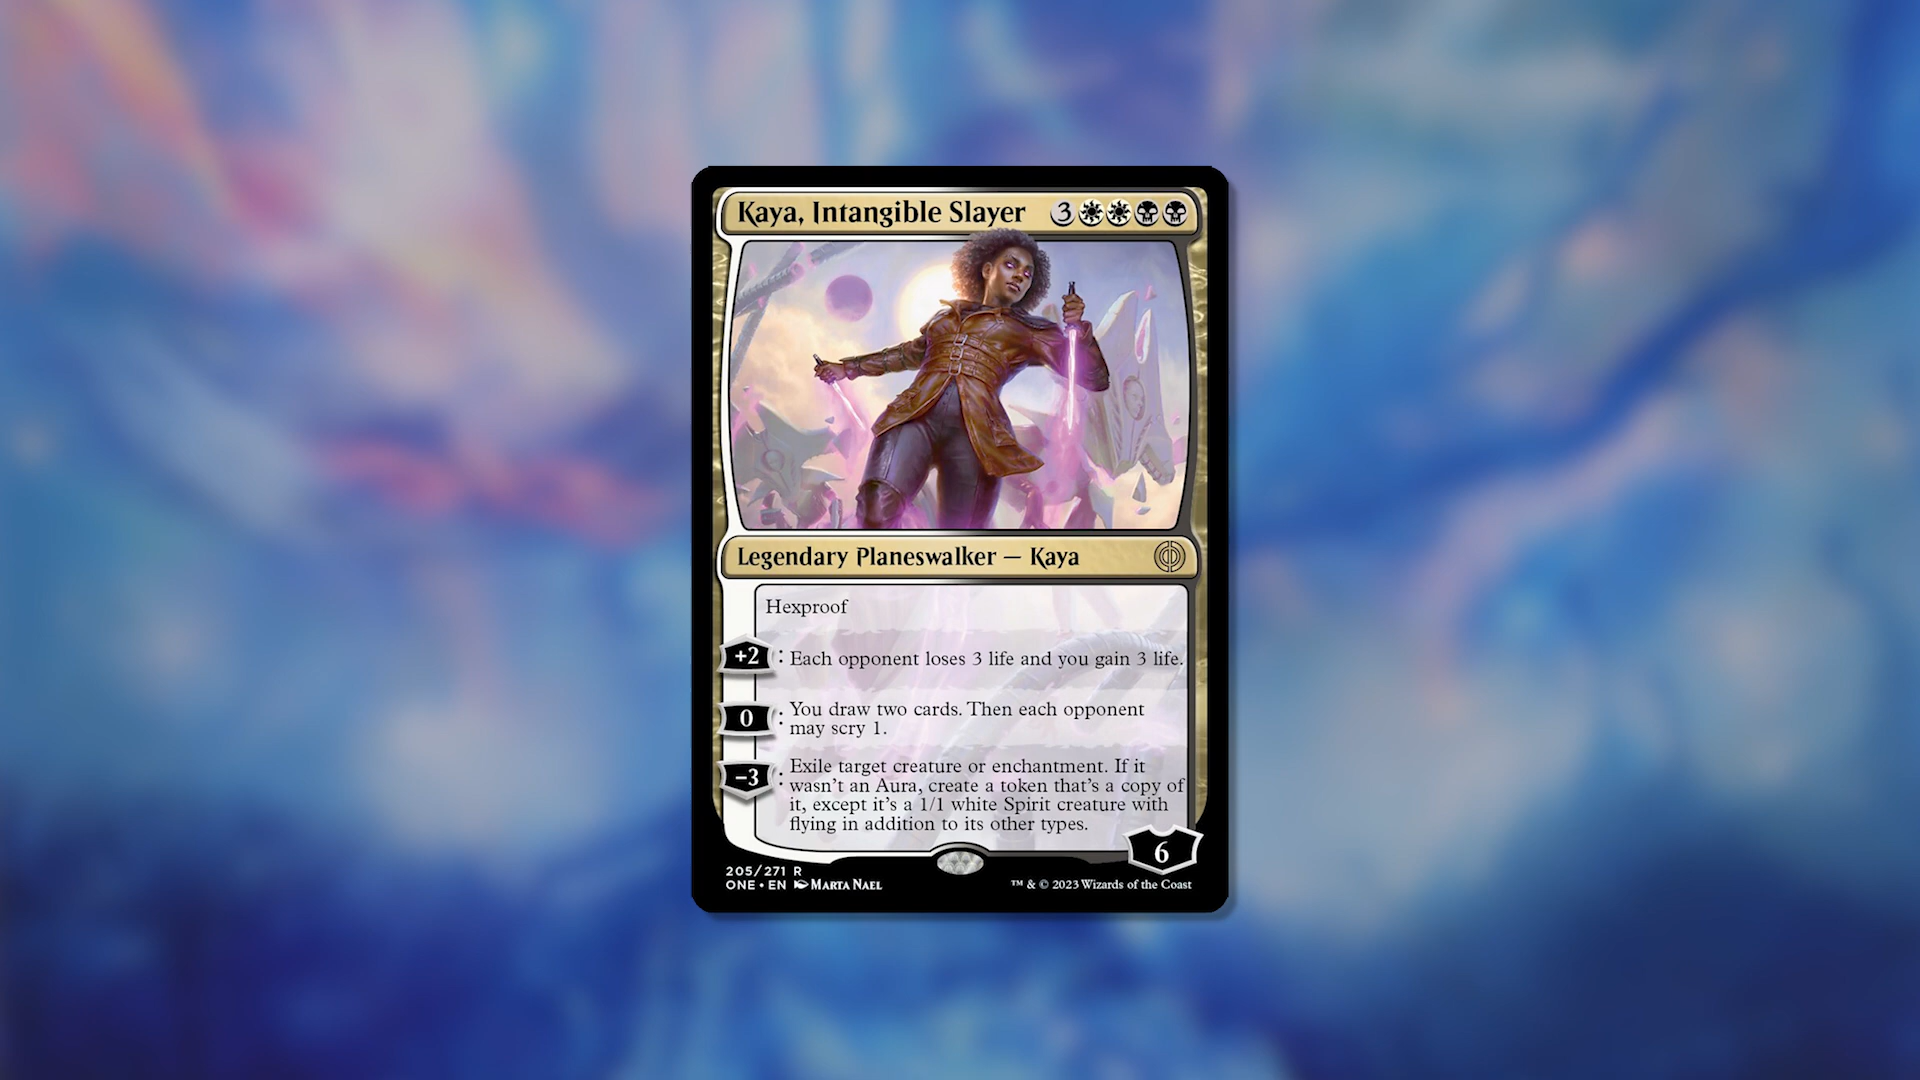 Kaya, Intangible Slayer 3
Legendary Planeswalker — Kaya
Hexproof
+2 : Each opponent loses 3 life and you gain 3 life.
0 : You draw two cards. Then each opponent
may scry 1.
−3 : Exile target creature or enchantment. If it
wasn't an Aura, create a token that's a copy of
it, except it's a 1/1 white Spirit creature with
flying in addition to its other types.
6
205/271 R
ONE • EN Marta Nael
™ & © 2023 Wizards of the Coast